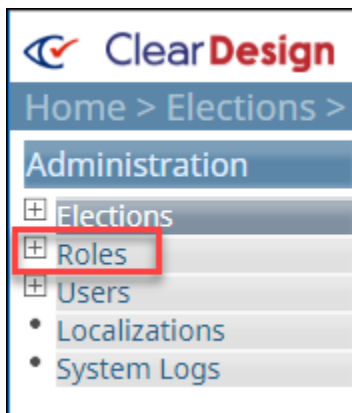 ClearDesign
Home > Elections >
Administration
Elections
Roles
Users
Localizations
System Logs